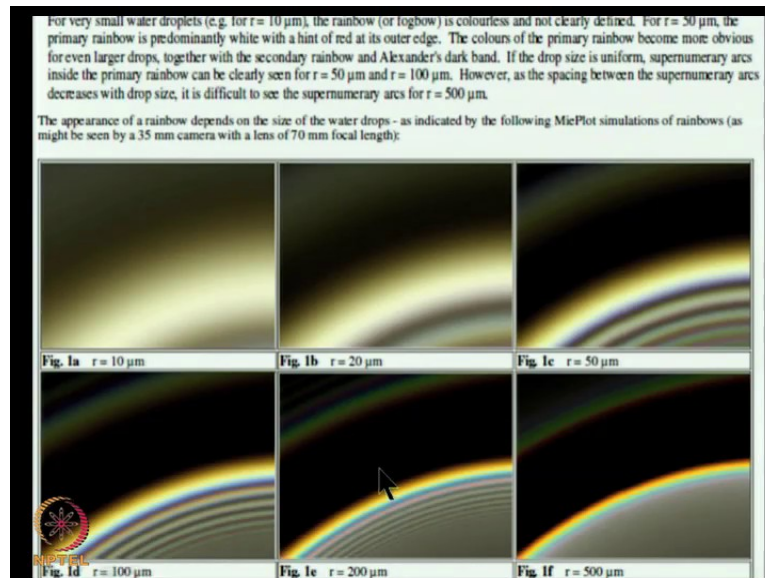 For very small water droplets (e.g. for r = 10 µm), the rainbow (or fogbow) is colourless and not clearly defined. For r = 50 µm, the
primary rainbow is predominantly white with a hint of red at its outer edge. The colours of the primary rainbow become more obvious
for even larger drops, together with the secondary rainbow and Alexander's dark band. If the drop size is uniform, supernumerary arcs
inside the primary rainbow can be clearly seen for r = 50 µm and r = 100 µm. However, as the spacing between the supernumerary arcs
decreases with drop size, it is difficult to see the supernumerary arcs for r = 500 µm.
The appearance of a rainbow depends on the size of the water drops - as indicated by the following MiePlot simulations of rainbows (as
might be seen by a 35 mm camera with a lens of 70 mm focal length):
Fig. 1a r = 10 µm
Fig. 1b r = 20 µm
Fig. 1c r = 50 µm
Fig. 1d r = 100 µm
Fig. 1e r = 200 µm
Fig. 1f r = 500 µm
NPTEL